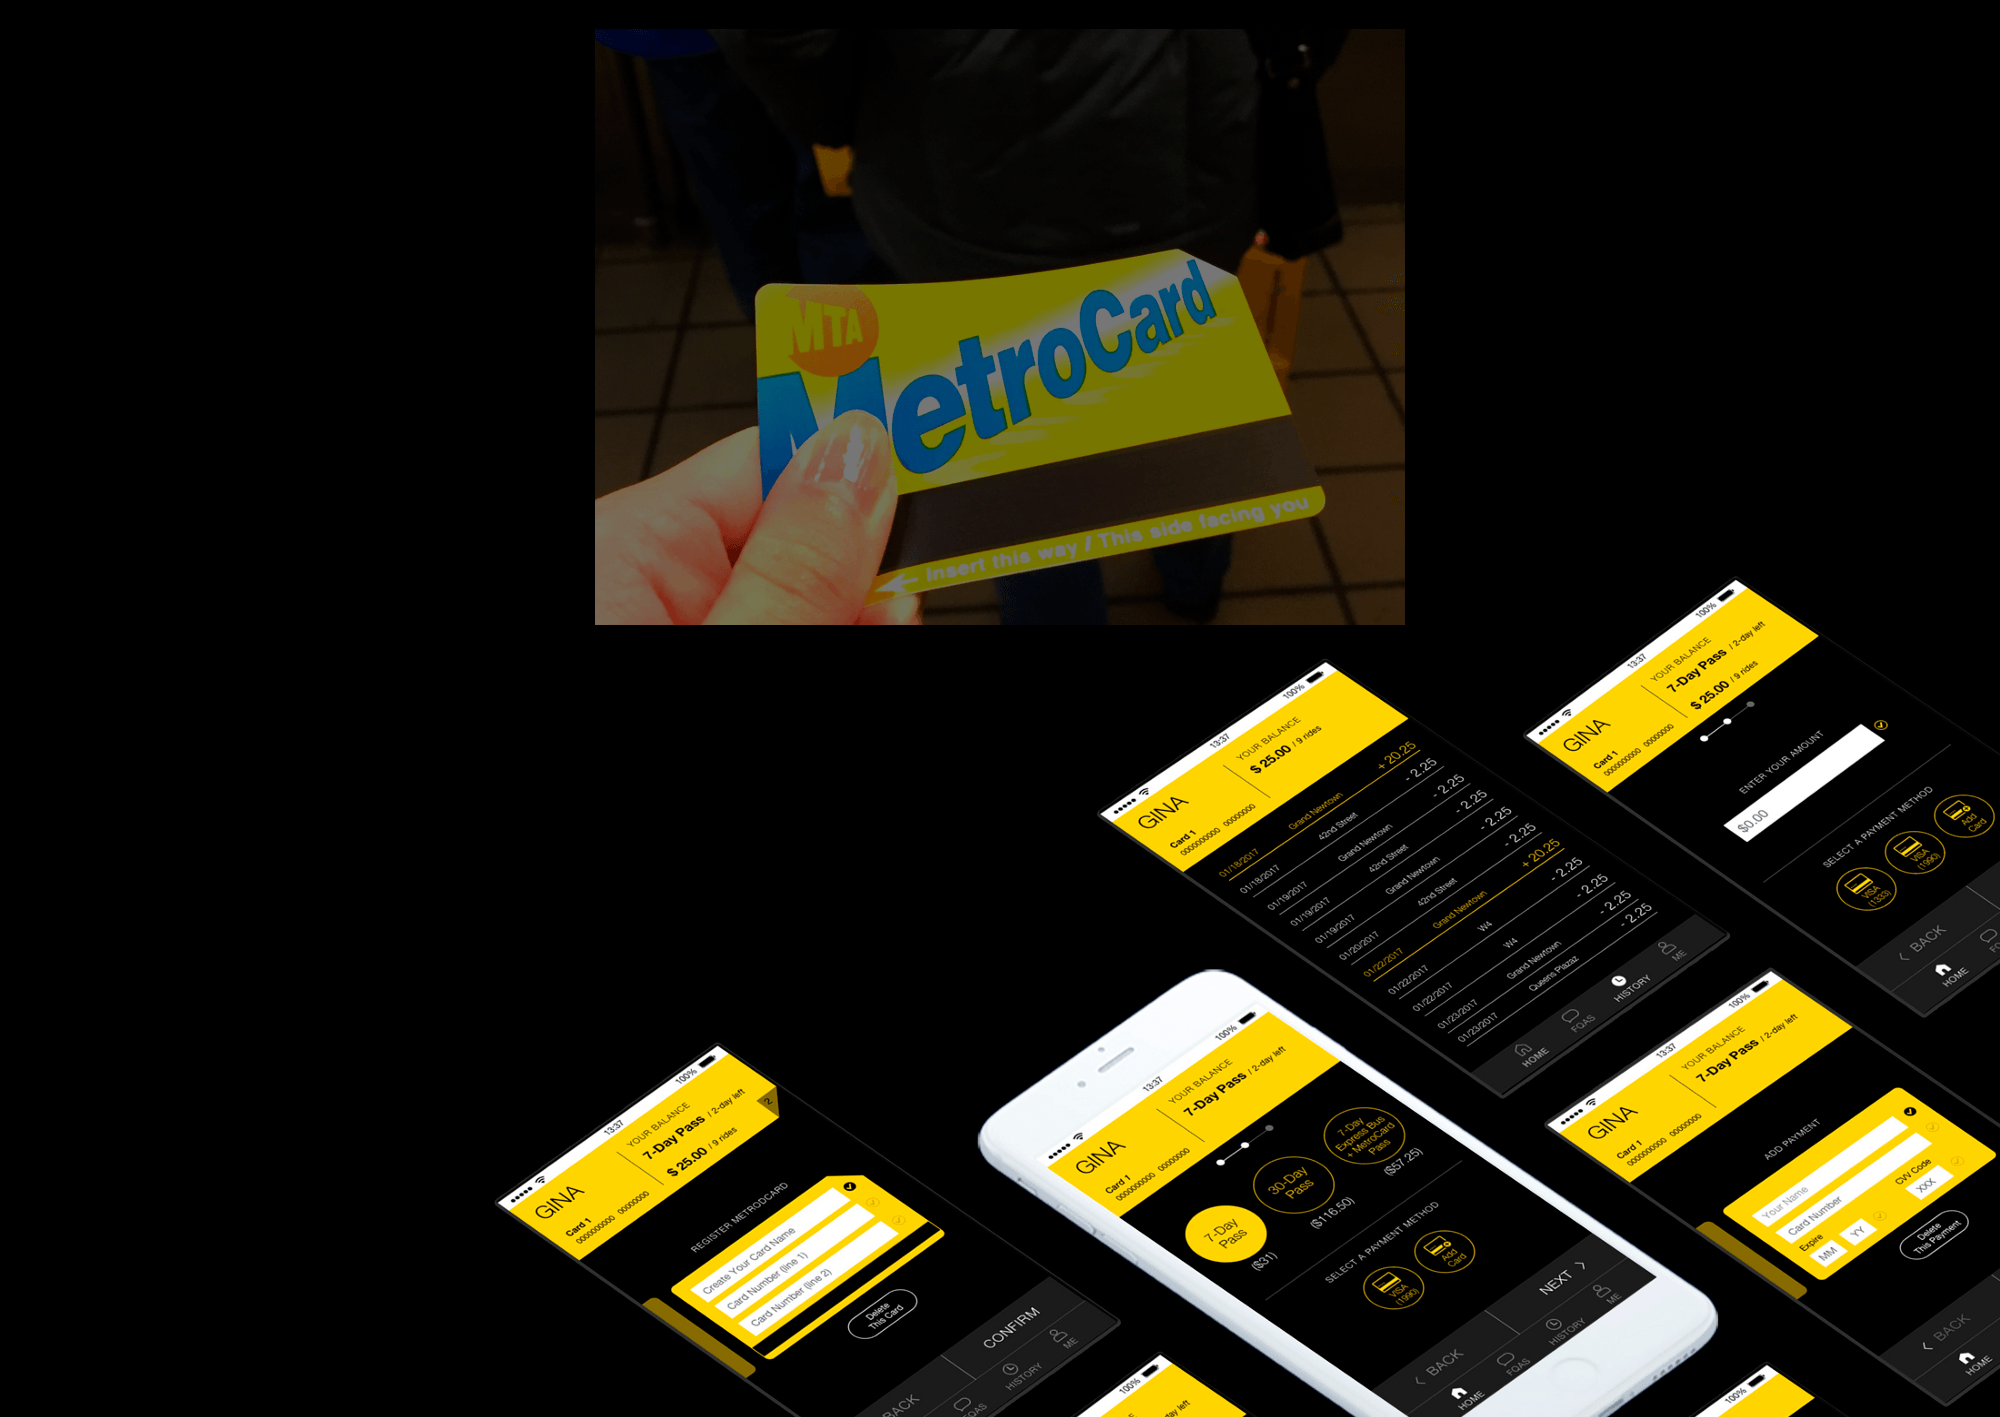 MTA
MetroCard
Insert this way / This side facing you
13:37
100%
GINA
Card 1
0000000000 00000000
YOUR BALANCE
7-Day Pass / 2-day left
$ 25.00 / 9 rides
ENTER YOUR AMOUNT
$0.00
SELECT A PAYMENT METHOD
VISA
(1333)
VISA
(1990)
Add
Card
BACK
HOME
13:37
100%
GINA
Card 1
0000000000 00000000
YOUR BALANCE
$ 25.00 / 9 rides
01/18/2017 Grand Newtown + 20.25
01/18/2017 42nd Street - 2.25
01/19/2017 Grand Newtown - 2.25
01/19/2017 42nd Street - 2.25
01/19/2017 Grand Newtown - 2.25
01/20/2017 42nd Street - 2.25
01/22/2017 Grand Newtown + 20.25
01/22/2017 W4 - 2.25
01/22/2017 W4 - 2.25
01/23/2017 Grand Newtown - 2.25
01/23/2017 Queens Plazaz - 2.25
HOME
FQAS
HISTORY
ME
13:37
100%
GINA
Card 1
0000000000 00000000
YOUR BALANCE
7-Day Pass / 2-day left
ADD PAYMENT
Your Name
Card Number
Expire
MM
YY
CVV Code
XXX
Delete
This Payment
BACK
HOME
13:37
100%
GINA
Card 1
0000000000 00000000
YOUR BALANCE
7-Day Pass / 2-day left
7-Day
Pass
($31)
30-Day
Pass
($116.50)
7-Day
Express Bus
+ MetroCard
Pass
($57.25)
SELECT A PAYMENT METHOD
VISA
(1990)
Add
Card
BACK
NEXT
HOME
FQAS
HISTORY
ME
13:37
100%
GINA
Card 1
0000000000 00000000
YOUR BALANCE
7-Day Pass / 2-day left
$ 25.00 / 9 rides
2
REGISTER METRODCARD
Create Your Card Name
Card Number (line 1)
Card Number (line 2)
Delete
This Card
CONFIRM
HISTORY
ME
100%
100%